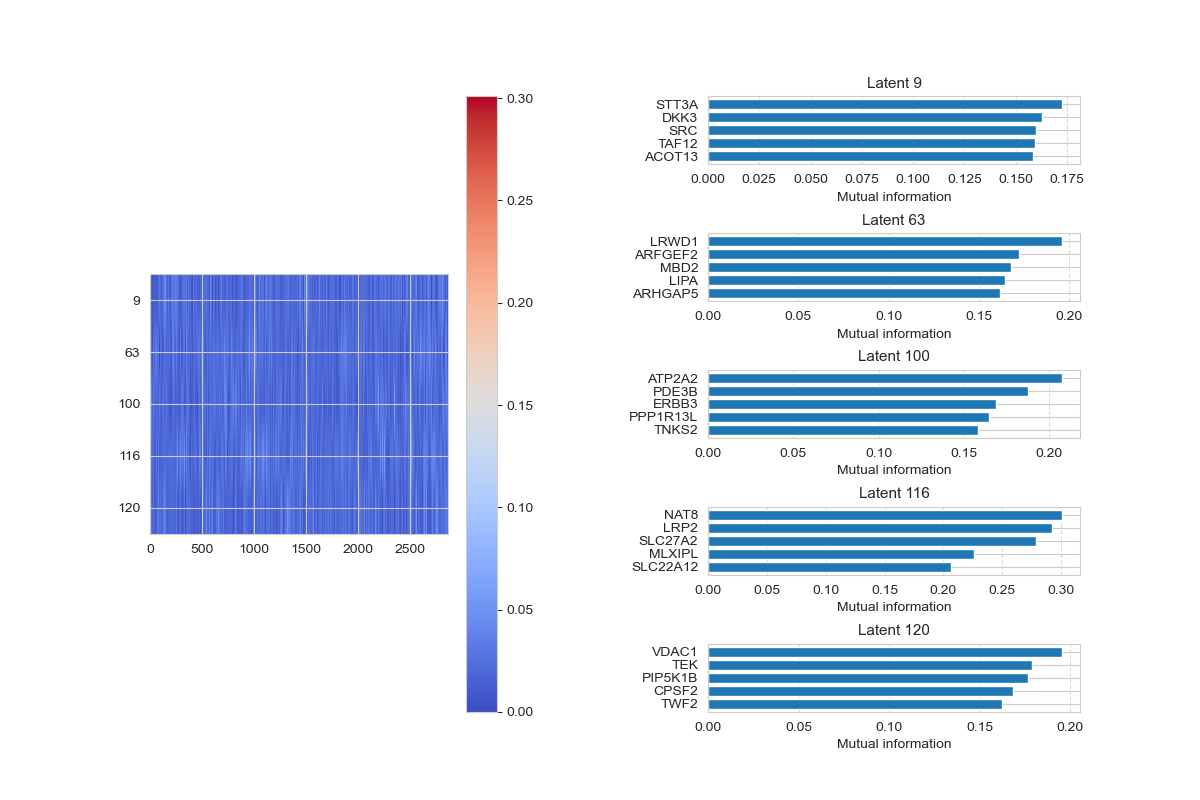 9
63
100
116
120
0 500 1000 1500 2000 2500
0.30
0.25
0.20
0.15
0.10
0.05
0.00
Latent 9
STT3A
DKK3
SRC
TAF12
ACOT13
0.000 0.025 0.050 0.075 0.100 0.125 0.150 0.175
Mutual information
Latent 63
LRWD1
ARFGEF2
MBD2
LIPA
ARHGAP5
0.00 0.05 0.10 0.15 0.20
Mutual information
Latent 100
ATP2A2
PDE3B
ERBB3
PPP1R13L
TNKS2
0.00 0.05 0.10 0.15 0.20
Mutual information
Latent 116
NAT8
LRP2
SLC27A2
MLXIPL
SLC22A12
0.00 0.05 0.10 0.15 0.20 0.25 0.30
Mutual information
Latent 120
VDAC1
TEK
PIP5K1B
CPSF2
TWF2
0.00 0.05 0.10 0.15 0.20
Mutual information